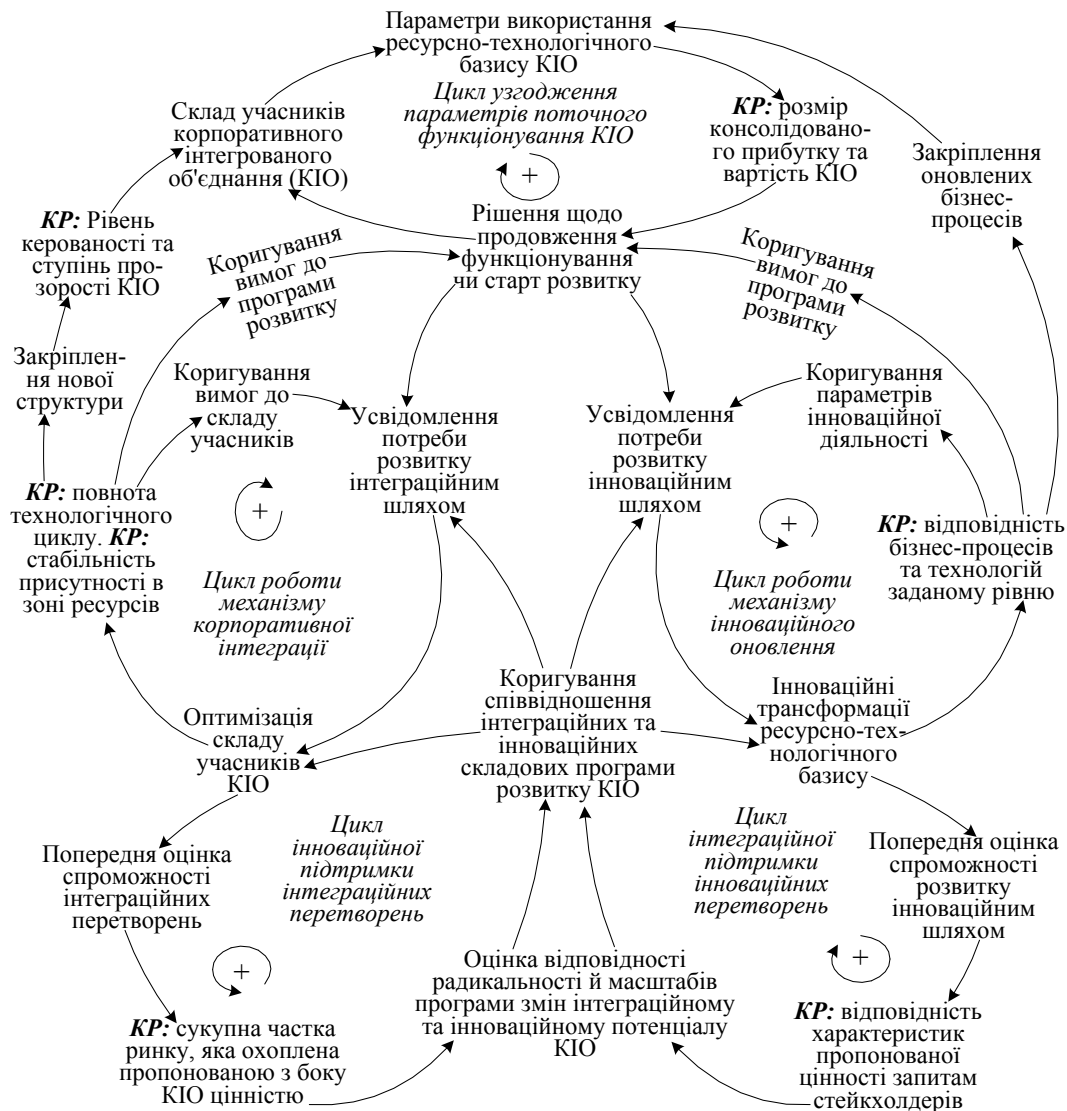 Параметри використання
ресурсно-технологічного
базису КІО
Цикл узгодження
параметрів поточного
функціонування КІО
+
Склад учасників
корпоративного
інтегрованого
об'єднання (КІО)
КР: розмір
консолідовано-
го прибутку та
вартість КІО
Закріплення
оновлених
бізнес-
процесів
КР: Рівень
керованості та
ступінь про-
зорості КІО
Коригування
вимог до
програми
розвитку
Рішення щодо
продовження
функціонування
чи старт розвитку
Коригування
вимог до
програми
розвитку
Закріплен-
ня нової
структури
Коригування
вимог до
складу
учасників
Усвідомлення
потреби
розвитку
інтеграційним
шляхом
Усвідомлення
потреби
розвитку
інноваційним
шляхом
Коригування
параметрів
інноваційної
діяльності
КР: повнота
технологічного
циклу. КР:
стабільність
присутності в
зоні ресурсів
+
Цикл роботи
механізму
корпоративної
інтеграції
+
Цикл роботи
механізму
інноваційного
оновлення
КР: відповідність
бізнес-процесів
та технологій
заданому рівню
Оптимізація
складу
учасників
КІО
Коригування
співвідношення
інтеграційних та
інноваційних
складових програми
розвитку КІО
Інноваційні
трансформації
ресурсно-тех-
нологічного
базису
Попередня оцінка
спроможності
інтеграційних
перетворень
Цикл
інноваційної
підтримки
інтеграційних
перетворень
+
Цикл
інтеграційної
підтримки
інноваційних
перетворень
+
Попередня оцінка
спроможності
розвитку
інноваційним
шляхом
КР: сукупна частка
ринку, яка охоплена
пропонованою з боку
КІО цінністю
Оцінка відповідності
радикальності й масштабів
програми змін інтеграційному
та інноваційному потенціалу
КІО
КР: відповідність
характеристик
пропонованої
цінності запитам
стейкхолдерів